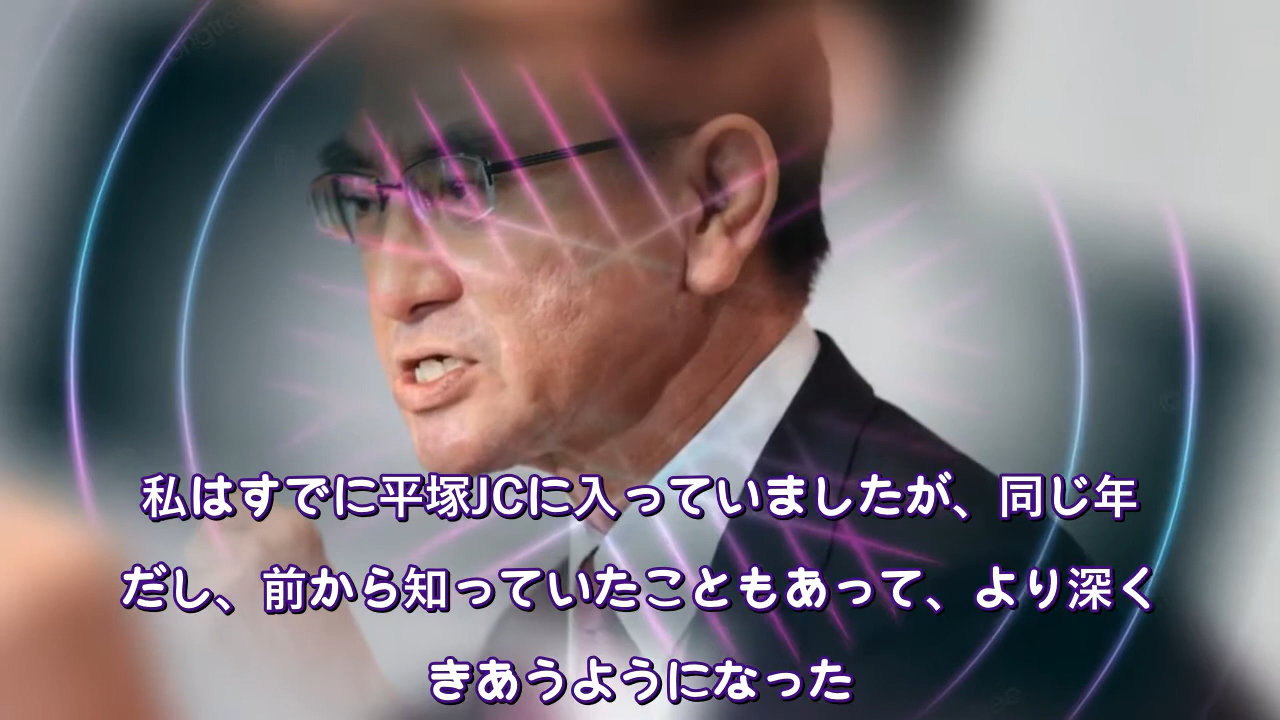 私はすでに平塚JCに入っていましたが、同じ年
だし、前から知っていたこともあって、より深く
きあうようになった